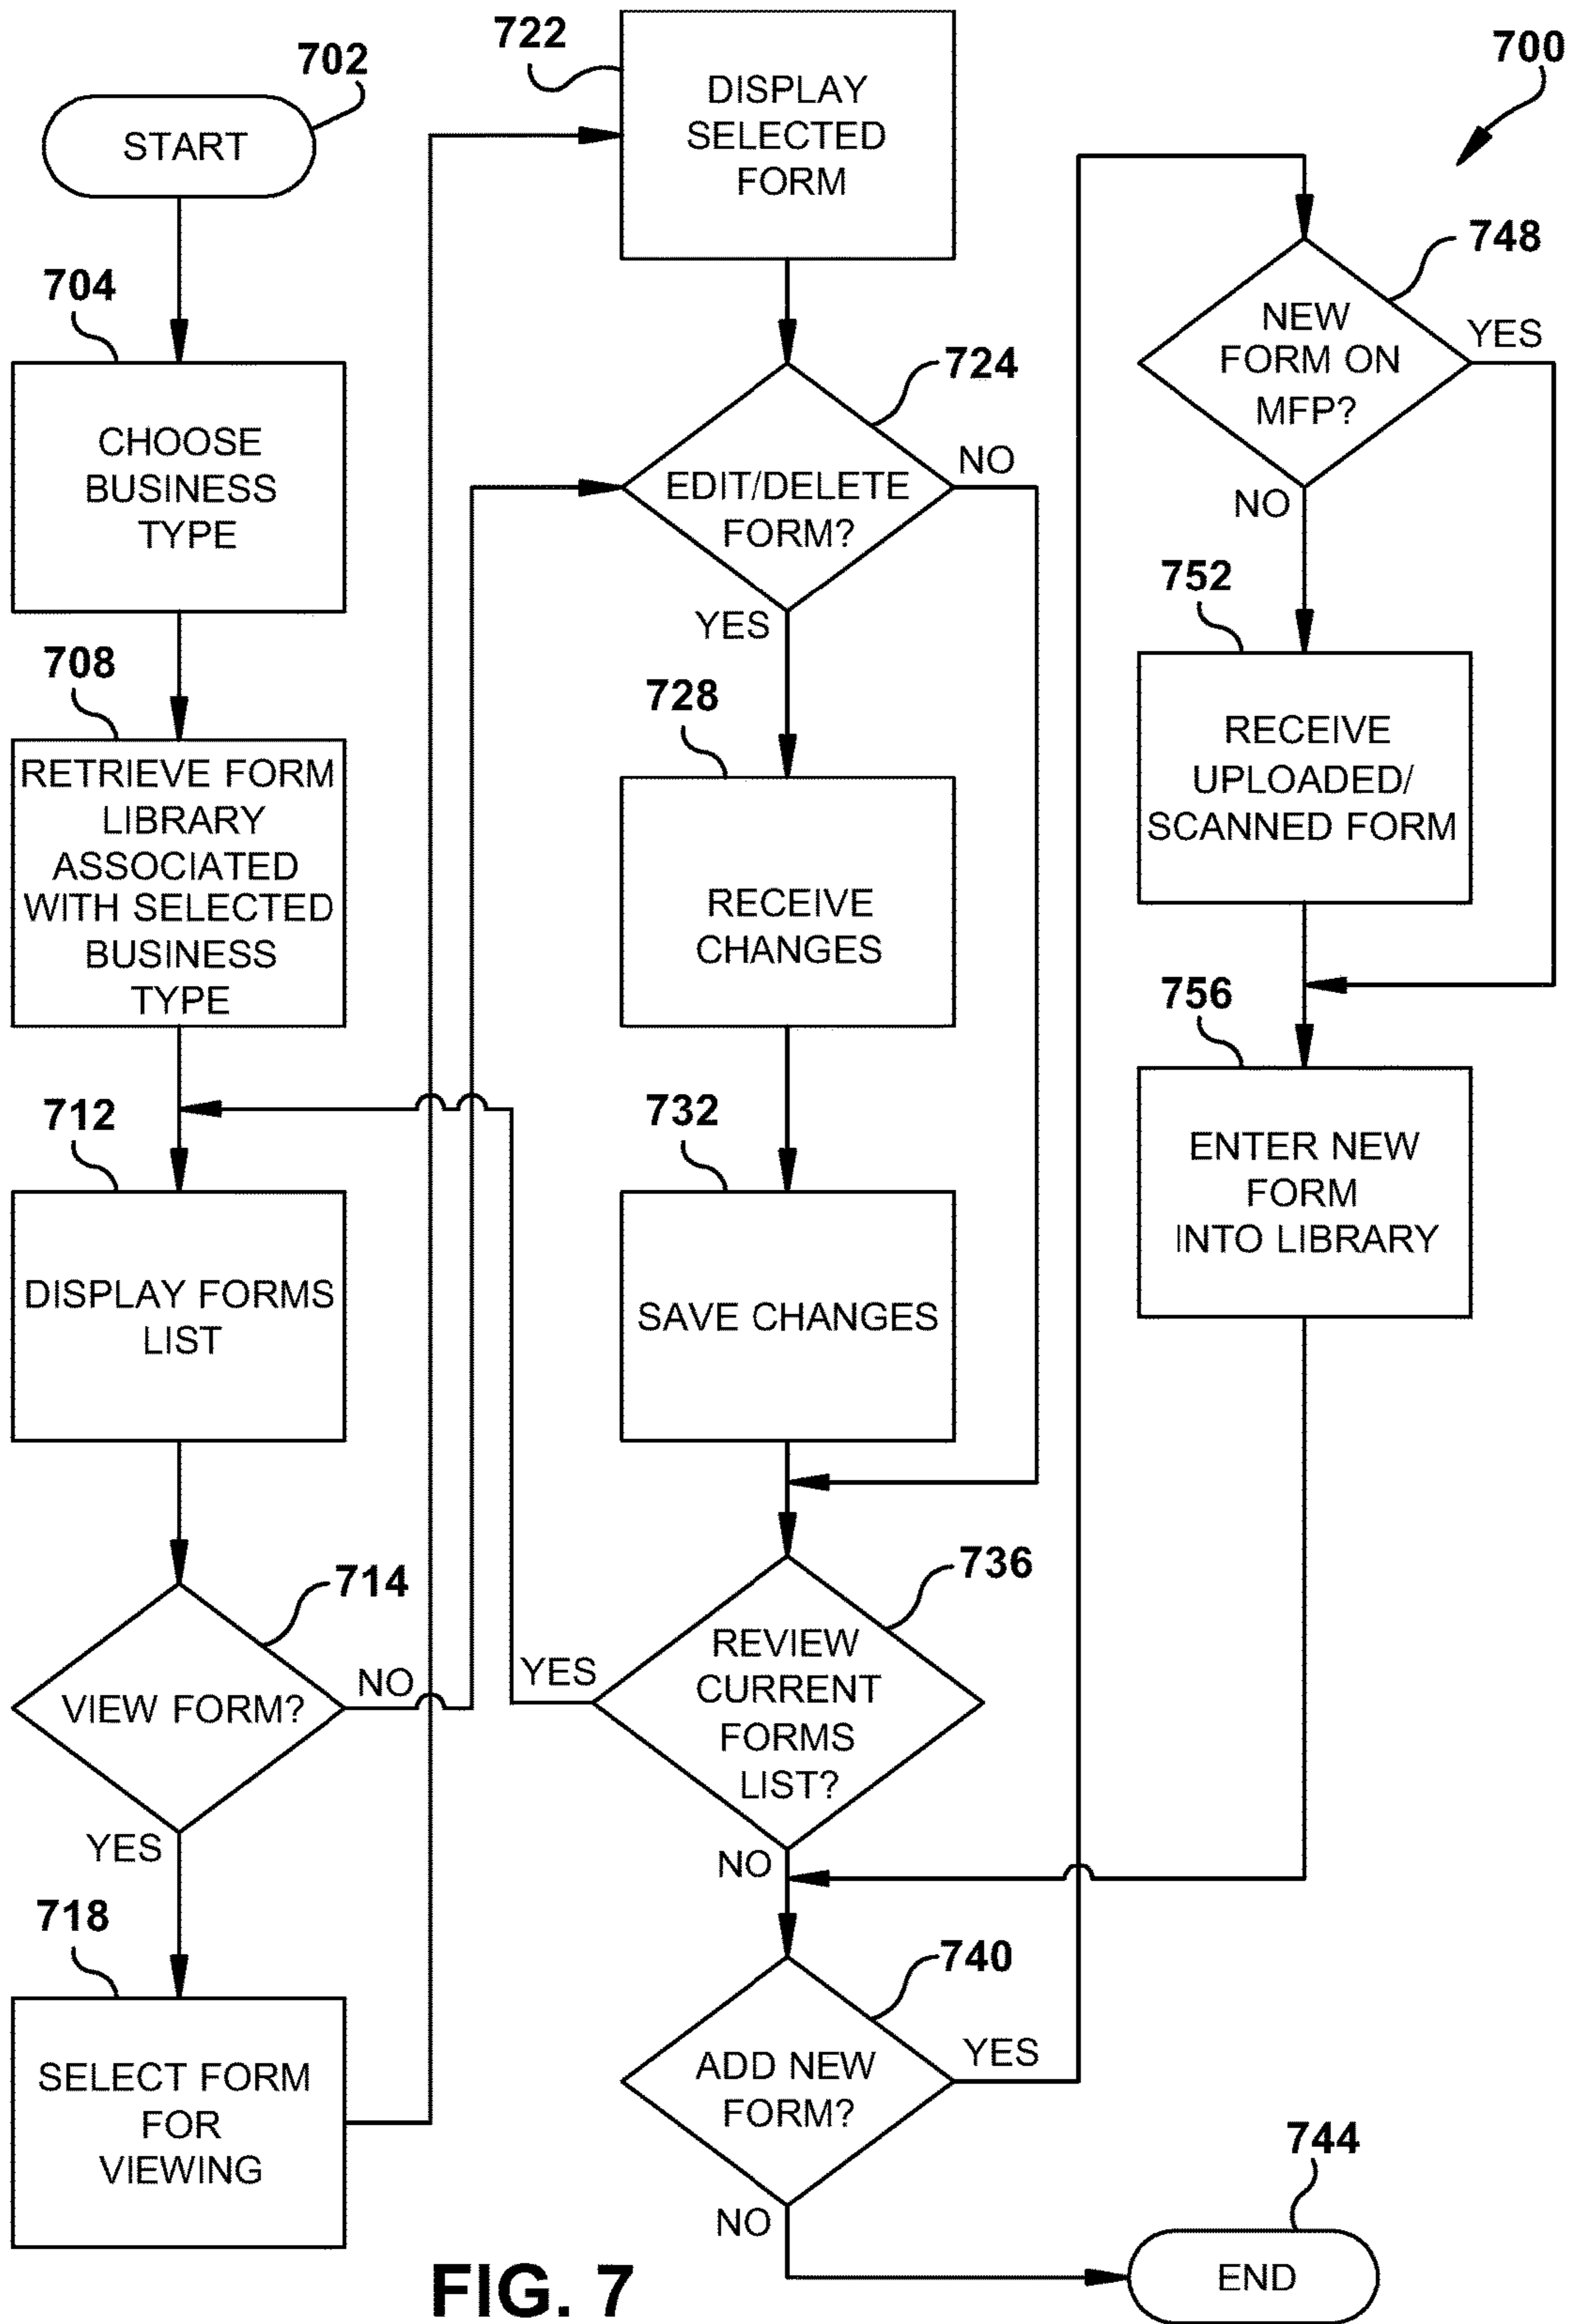 702
START
704
CHOOSE
BUSINESS
TYPE
708
RETRIEVE FORM
LIBRARY
ASSOCIATED
WITH SELECTED
BUSINESS
TYPE
712
DISPLAY FORMS
LIST
714
VIEW FORM?
NO
YES
718
SELECT FORM
FOR
VIEWING
722
DISPLAY
SELECTED
FORM
724
EDIT/DELETE
FORM?
NO
YES
728
RECEIVE
CHANGES
732
SAVE CHANGES
736
REVIEW
CURRENT
FORMS
LIST?
YES
NO
740
ADD NEW
FORM?
YES
NO
700
748
NEW
FORM ON
MFP?
YES
NO
752
RECEIVE
UPLOADED/
SCANNED FORM
756
ENTER NEW
FORM
INTO LIBRARY
744
END
FIG. 7